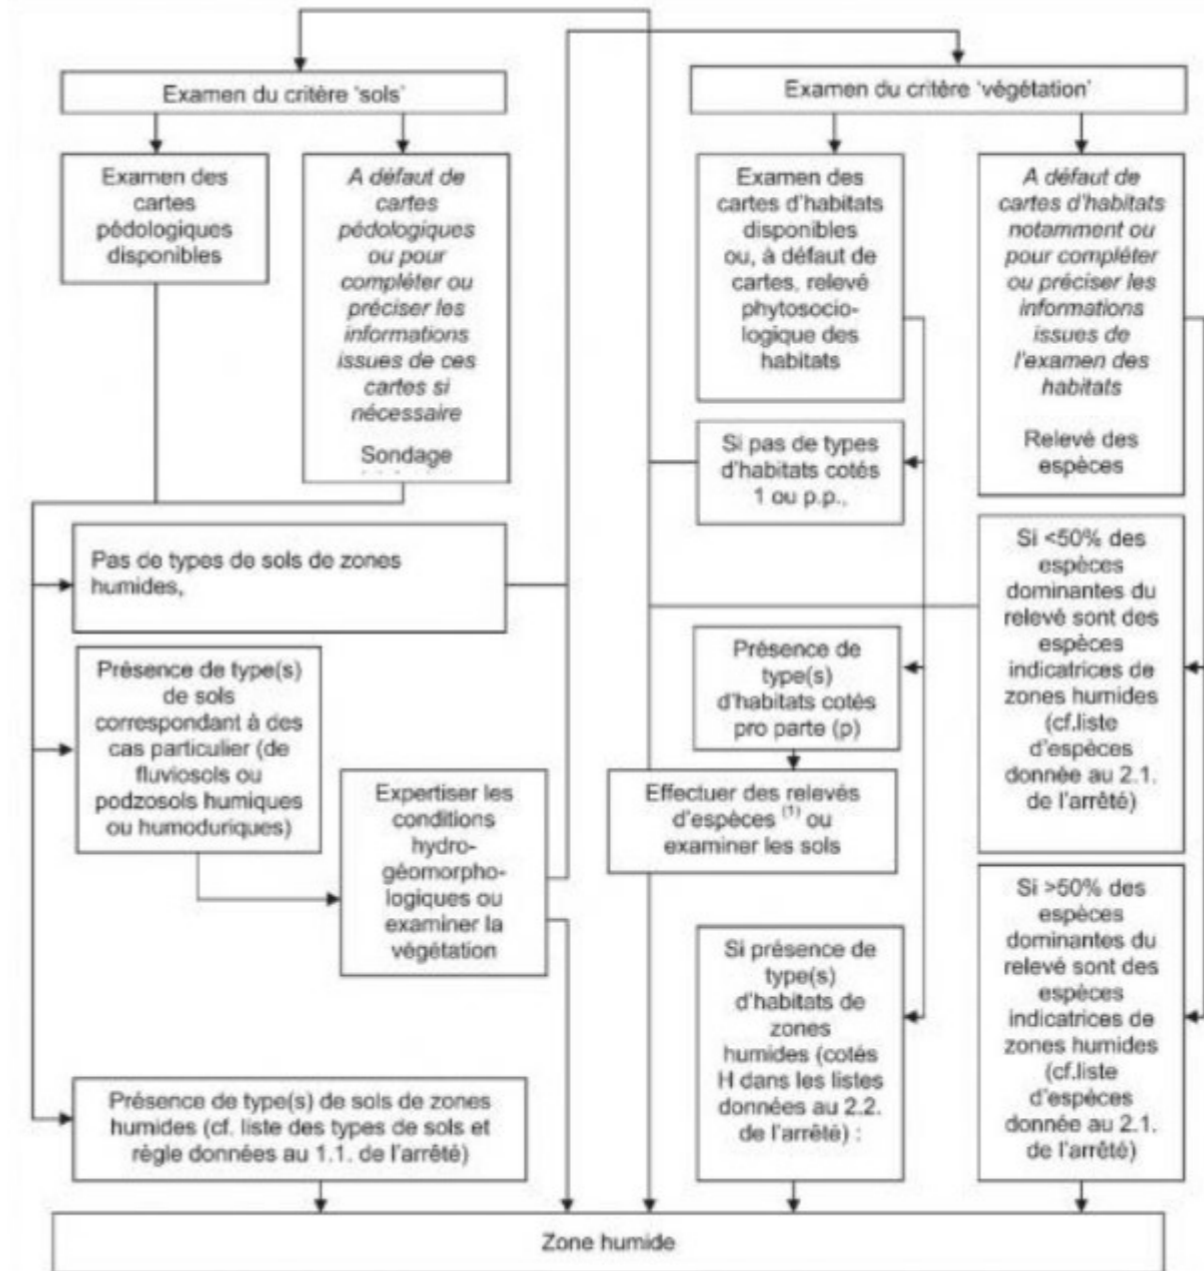 Examen du critère 'sols'
Examen des
cartes
pédologiques
disponibles
A défaut de
cartes
pédologiques
ou pour
compléter ou
préciser les
informations
issues de ces
cartes si
nécessaire
Sondage
Pas de types de sols de zones
humides,
Présence de type(s)
de sols
correspondant à des
cas particulier (de
fluviosols ou
podzosols humiques
ou humoduriques)
Expertiser les
conditions
hydro-
géomorpho-
logiques ou
examiner la
végétation
Présence de type(s) de sols de zones
humides (cf. liste des types de sols et
règle données au 1.1. de l'arrêté)
Examen du critère 'végétation'
Examen des
cartes d'habitats
disponibles
ou, à défaut de
cartes, relevé
phytosocio-
logique des
habitats
A défaut de
cartes d'habitats
notamment ou
pour compléter
ou préciser les
informations
issues de
l'examen des
habitats
Relevé des
espèces
Si pas de types
d'habitats cotés
1 ou p.p.,
Présence de
type(s)
d'habitats cotés
pro parte (p)
Effectuer des relevés
d'espèces (1) ou
examiner les sols
Si présence de
type(s)
d'habitats de
zones
humides (cotés
H dans les listes
données au 2.2.
de l'arrêté) :
Si <50% des
espèces
dominantes du
relevé sont des
espèces
indicatrices de
zones humides
(cf.liste
d'espèces
donnée au 2.1.
de l'arrêté)
Si >50% des
espèces
dominantes du
relevé sont des
espèces
indicatrices de
zones humides
(cf.liste
d'espèces
donnée au 2.1.
de l'arrêté)
Zone humide